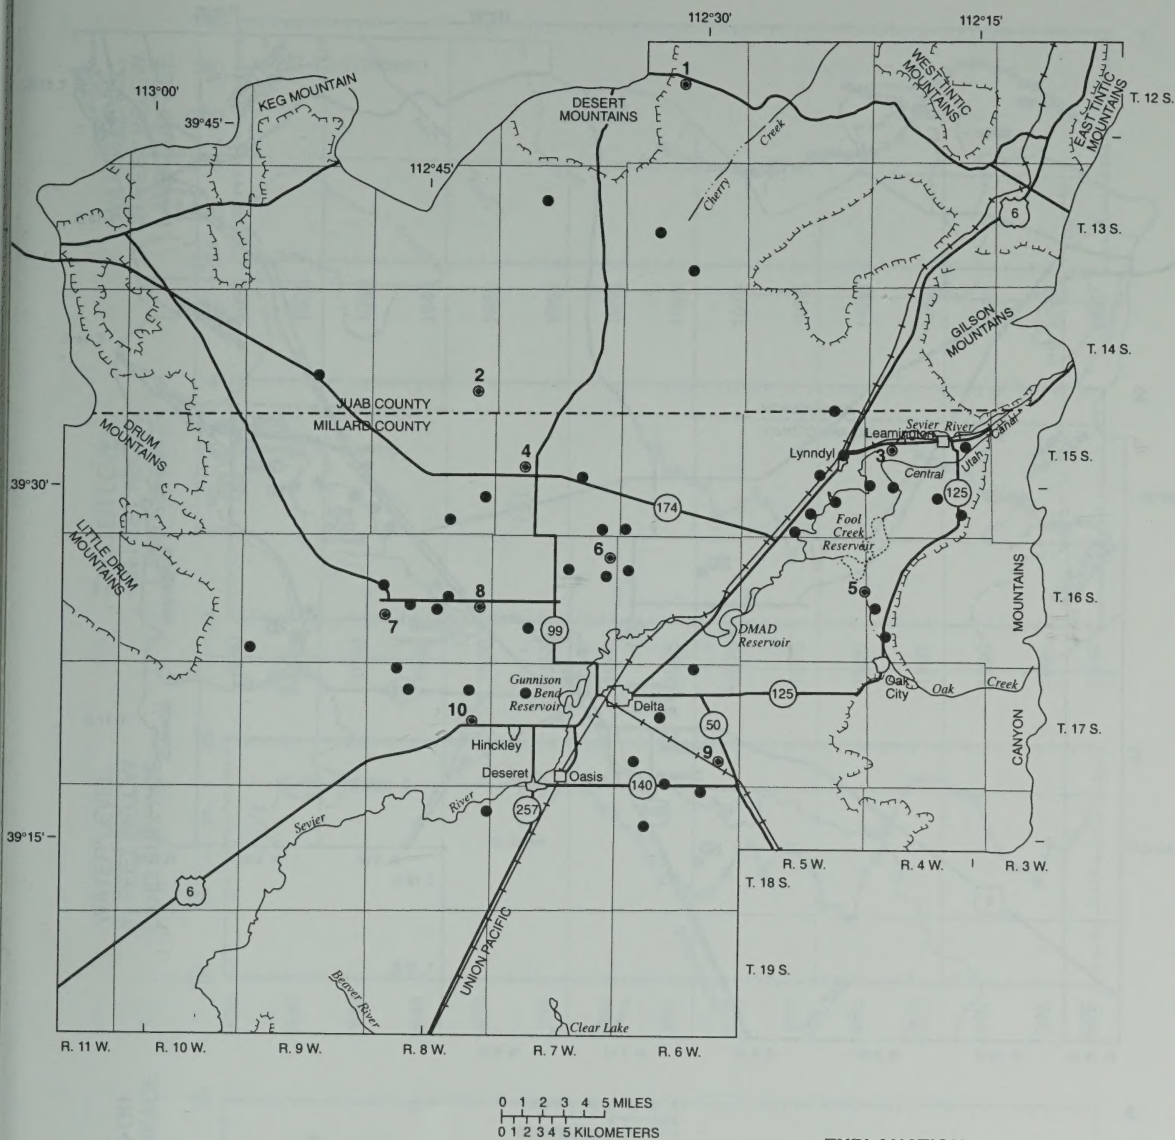 112°30'
112°15'
113°00'
39°45'
KEG MOUNTAIN
DESERT
MOUNTAINS
1
WEST TINTIC
MOUNTAINS
EAST TINTIC
MOUNTAINS
T. 12 S.
112°45'
Cherry
Creek
6
T. 13 S.
GILSON
MOUNTAINS
T. 14 S.
2
JUAB COUNTY
MILLARD COUNTY
DRUM
MOUNTAINS
Sevier River
Leamington
Canal
Lynndyl
3
Central
Utah
T. 15 S.
4
39°30'
174
125
Fool
Creek
Reservoir
LITTLE DRUM
MOUNTAINS
6
5
MOUNTAINS
T. 16 S.
8
7
99
DMAD
Reservoir
Gunnison
Bend
Reservoir
Oak
City
Oak
Creek
125
Delta
10
50
CANYON
T. 17 S.
Hinckley
9
Deseret
Oasis
140
257
Sevier
River
39°15'
R. 5 W.
R. 4 W.
R. 3 W.
6
T. 18 S.
UNION PACIFIC
T. 19 S.
Beaver River
Clear Lake
R. 11 W.
R. 10 W.
R. 9 W.
R. 8 W.
R. 7 W.
R. 6 W.
0 1 2 3 4 5 MILES
0 1 2 3 4 5 KILOMETERS